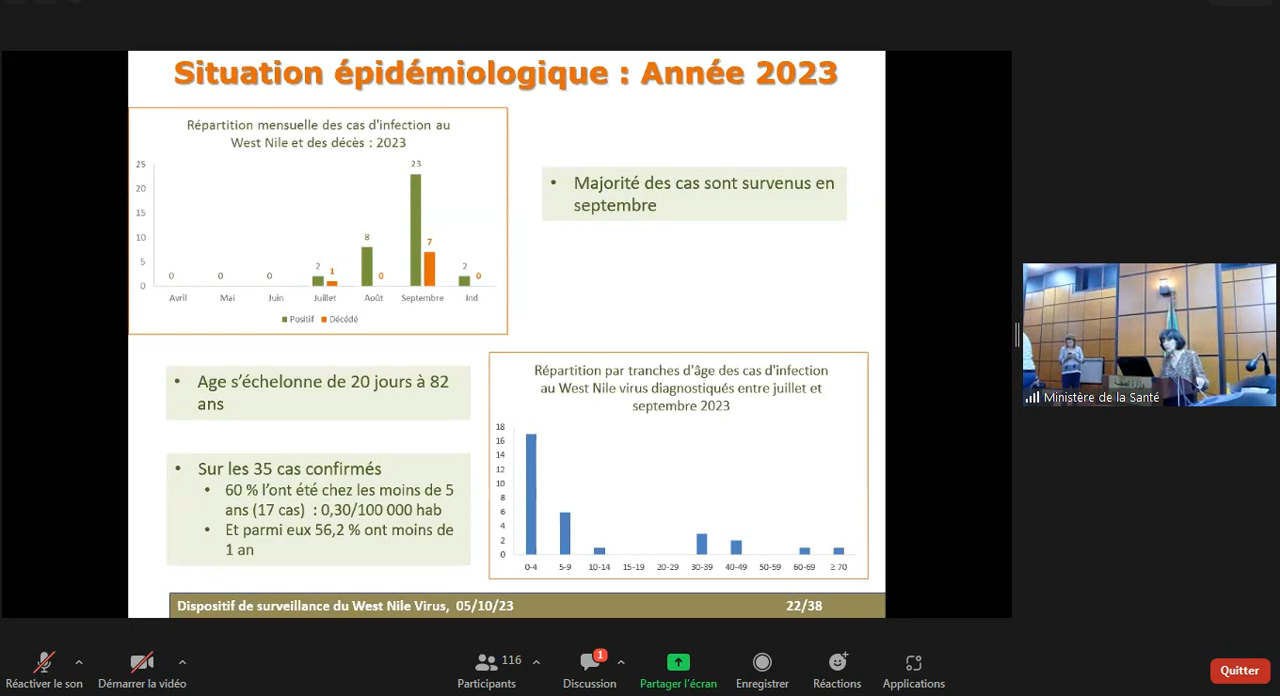 Situation épidémiologique : Année 2023
Répartition mensuelle des cas d'infection au
West Nile et des décès : 2023
25
20
15
10
5
0
0
0
0
2
1
8
0
23
7
2
0
Avril Mai Juin Juillet Août Septembre Ind
Positif Décédé
• Majorité des cas sont survenus en
septembre
• Age s'échelonne de 20 jours à 82
ans
• Sur les 35 cas confirmés
• 60 % l'ont été chez les moins de 5
ans (17 cas) : 0,30/100 000 hab
• Et parmi eux 56,2 % ont moins de
1 an
Répartition par tranches d'âge des cas d'infection
au West Nile virus diagnostiqués entre juillet et
septembre 2023
18
16
14
12
10
8
6
4
2
0
0-4 5-9 10-14 15-19 20-29 30-39 40-49 50-59 60-69 ≥ 70
Dispositif de surveillance du West Nile Virus, 05/10/23 22/38
Ministère de la Santé
Réactiver le son
Démarrer la vidéo
116
Participants
1
Discussion
Partager l'écran
Enregistrer
Réactions
Applications
Quitter